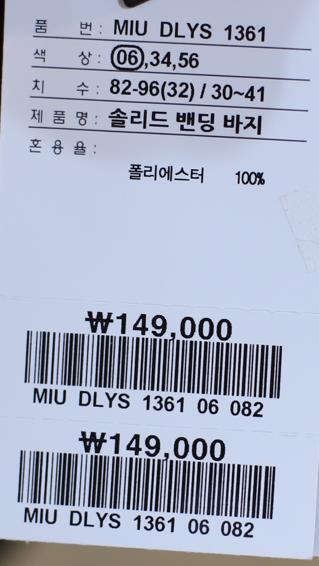 품 번: MIU DLYS 1361
색 상: 06,34,56
치 수: 82-96(32) / 30~41
제 품 명: 솔리드 밴딩 바지
혼 용 율:
폴리에스터 100%
₩149,000
MIU DLYS 1361 06 082
₩149,000
MIU DLYS 1361 06 082